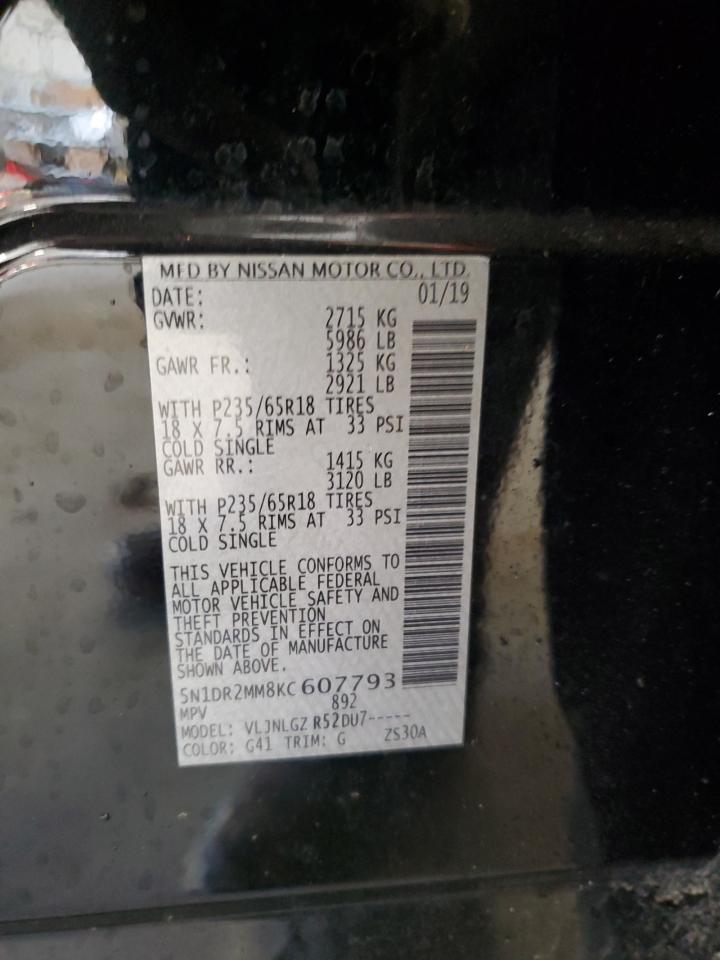 MFD BY NISSAN MOTOR CO., LTD.
DATE: 01/19
GVWR: 2715 KG
5986 LB
GAWR FR.: 1325 KG
2921 LB
WITH P235/65R18 TIRES
18 X 7.5 RIMS AT 33 PSI
COLD SINGLE
GAWR RR.: 1415 KG
3120 LB
WITH P235/65R18 TIRES
18 X 7.5 RIMS AT 33 PSI
COLD SINGLE
THIS VEHICLE CONFORMS TO
ALL APPLICABLE FEDERAL
MOTOR VEHICLE SAFETY AND
THEFT PREVENTION
STANDARDS IN EFFECT ON
THE DATE OF MANUFACTURE
SHOWN ABOVE.
5N1DR2MM8KC607793
MPV 892
MODEL: VLJNLGZ R52DU7-----
COLOR: G41 TRIM: G ZS30A